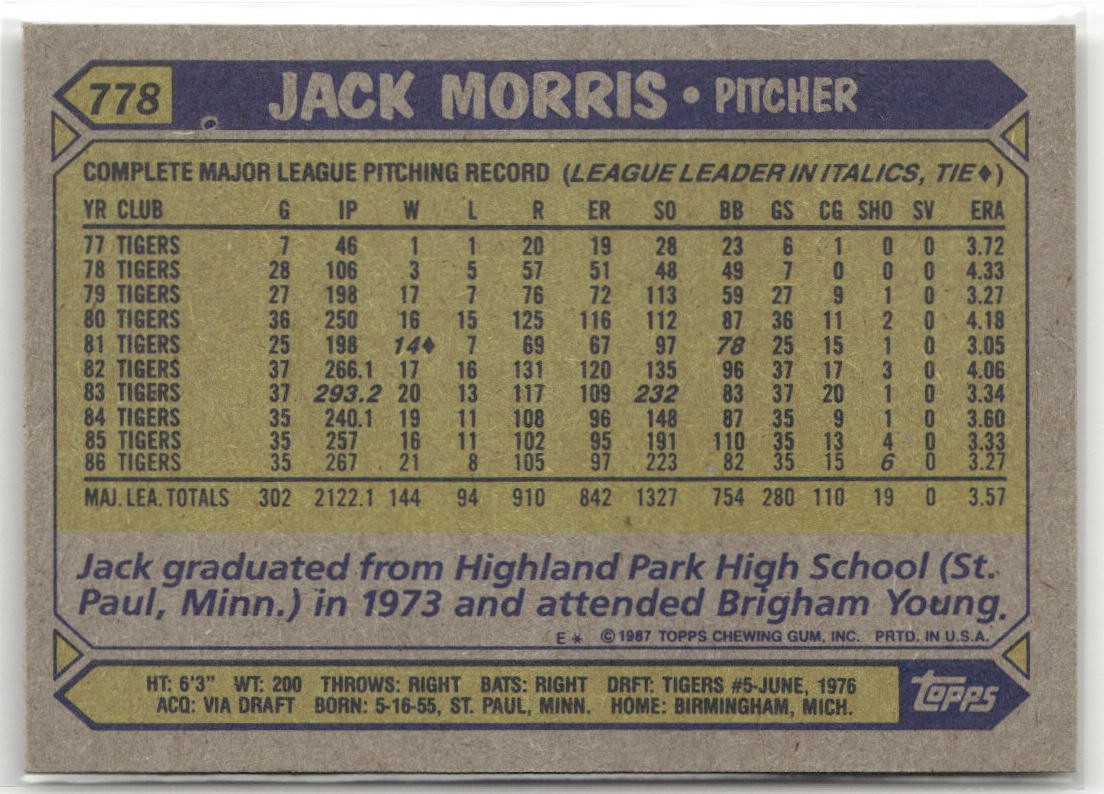 778 JACK MORRIS • PITCHER
COMPLETE MAJOR LEAGUE PITCHING RECORD (LEAGUE LEADER IN ITALICS, TIE♦)
YR CLUB G IP W L R ER SO BB GS CG SHO SV ERA
77 TIGERS 7 46 1 1 20 19 28 23 6 1 0 0 3.72
78 TIGERS 28 106 3 5 57 51 48 49 7 0 0 0 4.33
79 TIGERS 27 198 17 7 76 72 113 59 27 9 1 0 3.27
80 TIGERS 36 250 16 15 125 116 112 87 36 11 2 0 4.18
81 TIGERS 25 198 14♦ 7 69 67 97 78 25 15 1 0 3.05
82 TIGERS 37 266.1 17 16 131 120 135 96 37 17 3 0 4.06
83 TIGERS 37 293.2 20 13 117 109 232 83 37 20 1 0 3.34
84 TIGERS 35 240.1 19 11 108 96 148 87 35 9 1 0 3.60
85 TIGERS 35 257 16 11 102 95 191 110 35 13 4 0 3.33
86 TIGERS 35 267 21 8 105 97 223 82 35 15 6 0 3.27
MAJ. LEA. TOTALS 302 2122.1 144 94 910 842 1327 754 280 110 19 0 3.57
Jack graduated from Highland Park High School (St.
Paul, Minn.) in 1973 and attended Brigham Young.
E * © 1987 TOPPS CHEWING GUM, INC. PRTD. IN U.S.A.
HT: 6'3" WT: 200 THROWS: RIGHT BATS: RIGHT DRFT: TIGERS #5-JUNE, 1976
ACQ: VIA DRAFT BORN: 5-16-55, ST. PAUL, MINN. HOME: BIRMINGHAM, MICH.
topps